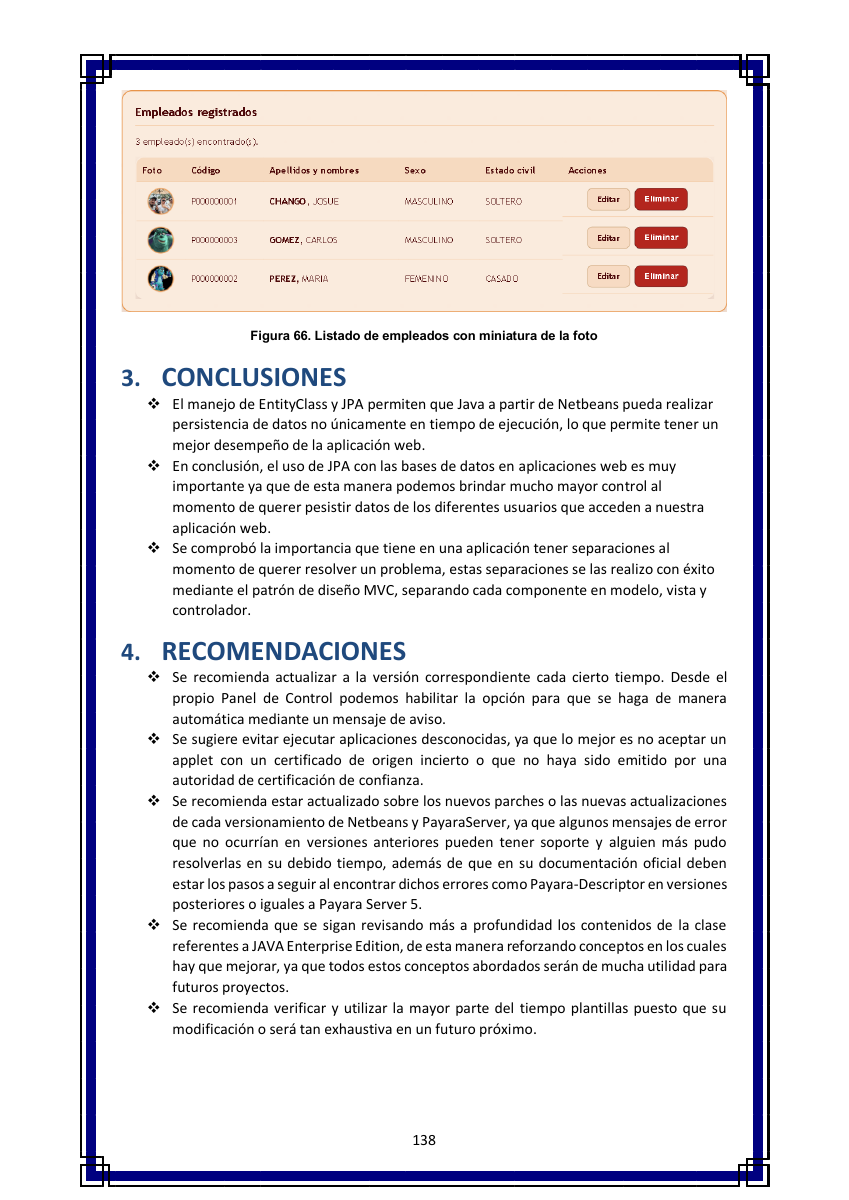 Empleados registrados
3 empleado(s) encontrado(s).
Foto Código Apellidos y nombres Sexo Estado civil Acciones
P000000001 CHANGO, JOSUE MASCULINO SOLTERO Editar Eliminar
P000000003 GOMEZ, CARLOS MASCULINO SOLTERO Editar Eliminar
P000000002 PEREZ, MARIA FEMENINO CASADO Editar Eliminar
Figura 66. Listado de empleados con miniatura de la foto
3. CONCLUSIONES
❖ El manejo de EntityClass y JPA permiten que Java a partir de Netbeans pueda realizar
persistencia de datos no únicamente en tiempo de ejecución, lo que permite tener un
mejor desempeño de la aplicación web.
❖ En conclusión, el uso de JPA con las bases de datos en aplicaciones web es muy
importante ya que de esta manera podemos brindar mucho mayor control al
momento de querer pesistir datos de los diferentes usuarios que acceden a nuestra
aplicación web.
❖ Se comprobó la importancia que tiene en una aplicación tener separaciones al
momento de querer resolver un problema, estas separaciones se las realizo con éxito
mediante el patrón de diseño MVC, separando cada componente en modelo, vista y
controlador.
4. RECOMENDACIONES
❖ Se recomienda actualizar a la versión correspondiente cada cierto tiempo. Desde el
propio Panel de Control podemos habilitar la opción para que se haga de manera
automática mediante un mensaje de aviso.
❖ Se sugiere evitar ejecutar aplicaciones desconocidas, ya que lo mejor es no aceptar un
applet con un certificado de origen incierto o que no haya sido emitido por una
autoridad de certificación de confianza.
❖ Se recomienda estar actualizado sobre los nuevos parches o las nuevas actualizaciones
de cada versionamiento de Netbeans y PayaraServer, ya que algunos mensajes de error
que no ocurrían en versiones anteriores pueden tener soporte y alguien más pudo
resolverlas en su debido tiempo, además de que en su documentación oficial deben
estar los pasos a seguir al encontrar dichos errores como Payara-Descriptor en versiones
posteriores o iguales a Payara Server 5.
❖ Se recomienda que se sigan revisando más a profundidad los contenidos de la clase
referentes a JAVA Enterprise Edition, de esta manera reforzando conceptos en los cuales
hay que mejorar, ya que todos estos conceptos abordados serán de mucha utilidad para
futuros proyectos.
❖ Se recomienda verificar y utilizar la mayor parte del tiempo plantillas puesto que su
modificación o será tan exhaustiva en un futuro próximo.
138